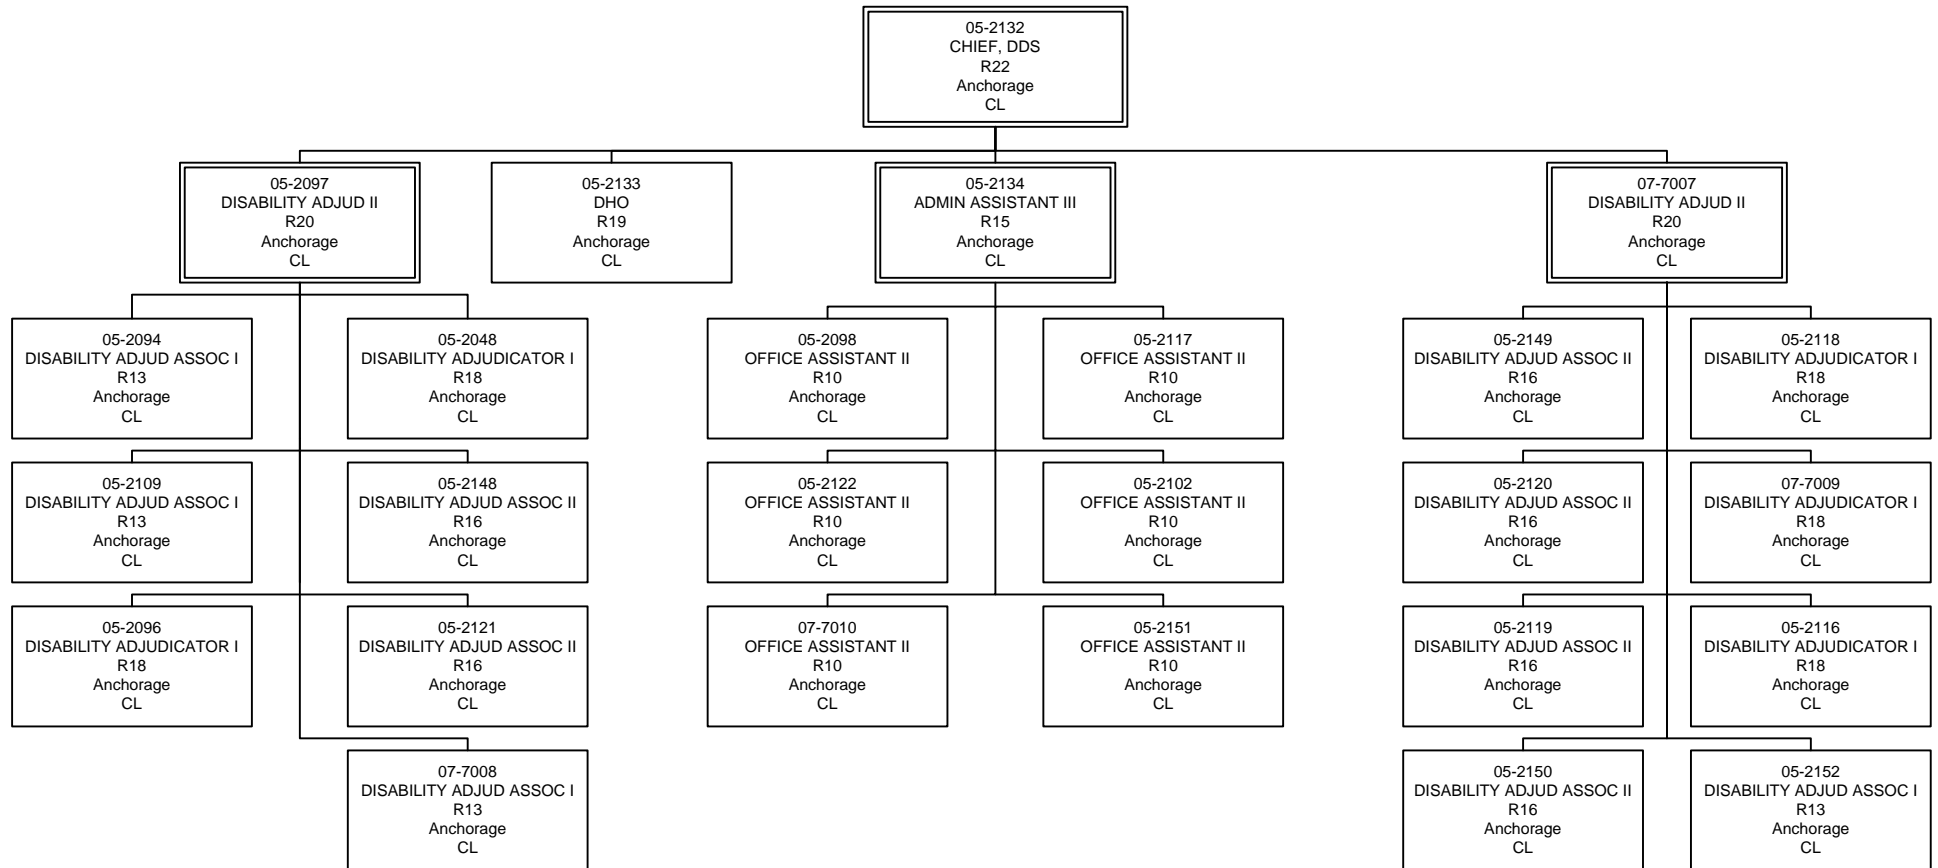 05-2132
CHIEF, DDS
R22
Anchorage
CL
05-2097
DISABILITY ADJUD II
R20
Anchorage
CL
05-2133
DHO
R19
Anchorage
CL
05-2134
ADMIN ASSISTANT III
R15
Anchorage
CL
07-7007
DISABILITY ADJUD II
R20
Anchorage
CL
05-2094
DISABILITY ADJUD ASSOC I
R13
Anchorage
CL
05-2048
DISABILITY ADJUDICATOR I
R18
Anchorage
CL
05-2098
OFFICE ASSISTANT II
R10
Anchorage
CL
05-2117
OFFICE ASSISTANT II
R10
Anchorage
CL
05-2149
DISABILITY ADJUD ASSOC II
R16
Anchorage
CL
05-2118
DISABILITY ADJUDICATOR I
R18
Anchorage
CL
05-2109
DISABILITY ADJUD ASSOC I
R13
Anchorage
CL
05-2148
DISABILITY ADJUD ASSOC II
R16
Anchorage
CL
05-2122
OFFICE ASSISTANT II
R10
Anchorage
CL
05-2102
OFFICE ASSISTANT II
R10
Anchorage
CL
05-2120
DISABILITY ADJUD ASSOC II
R16
Anchorage
CL
07-7009
DISABILITY ADJUDICATOR I
R18
Anchorage
CL
05-2096
DISABILITY ADJUDICATOR I
R18
Anchorage
CL
05-2121
DISABILITY ADJUD ASSOC II
R16
Anchorage
CL
07-7010
OFFICE ASSISTANT II
R10
Anchorage
CL
05-2151
OFFICE ASSISTANT II
R10
Anchorage
CL
05-2119
DISABILITY ADJUD ASSOC II
R16
Anchorage
CL
05-2116
DISABILITY ADJUDICATOR I
R18
Anchorage
CL
07-7008
DISABILITY ADJUD ASSOC I
R13
Anchorage
CL
05-2150
DISABILITY ADJUD ASSOC II
R16
Anchorage
CL
05-2152
DISABILITY ADJUD ASSOC I
R13
Anchorage
CL